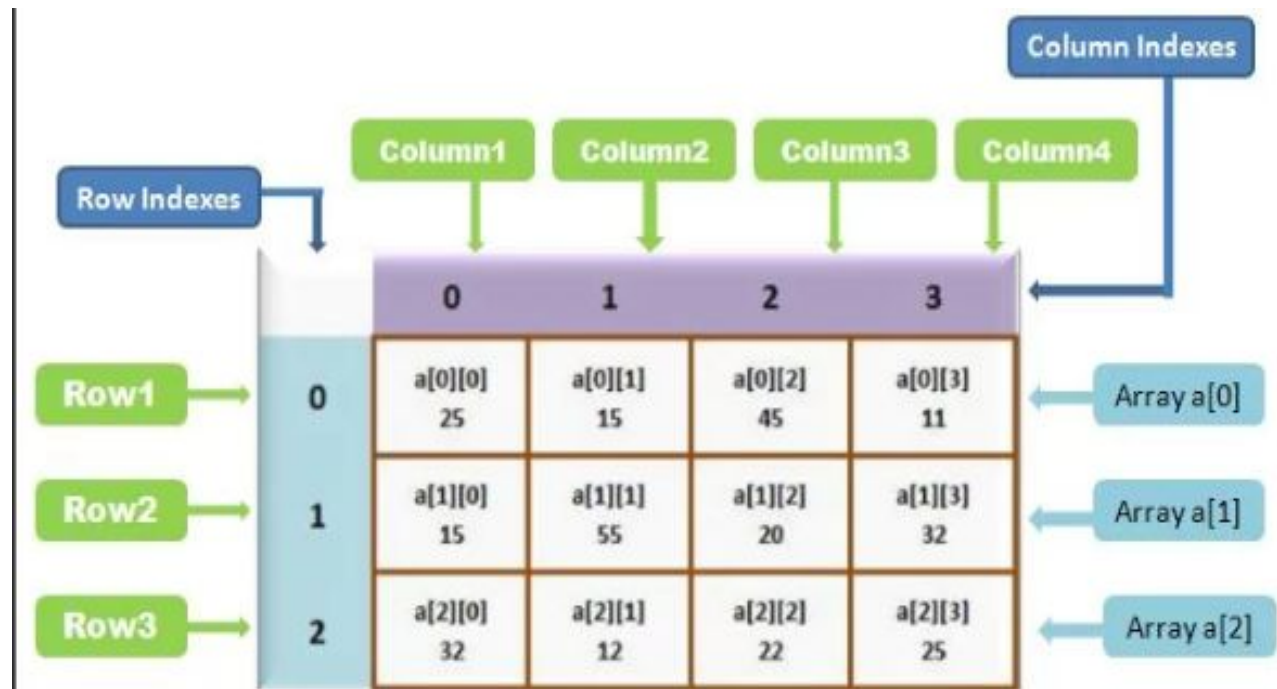 Column Indexes
Column1 Column2 Column3 Column4
Row Indexes
0 1 2 3
Row1 0 a[0][0] a[0][1] a[0][2] a[0][3] Array a[0]
25 15 45 11
Row2 1 a[1][0] a[1][1] a[1][2] a[1][3] Array a[1]
15 55 20 32
Row3 2 a[2][0] a[2][1] a[2][2] a[2][3] Array a[2]
32 12 22 25